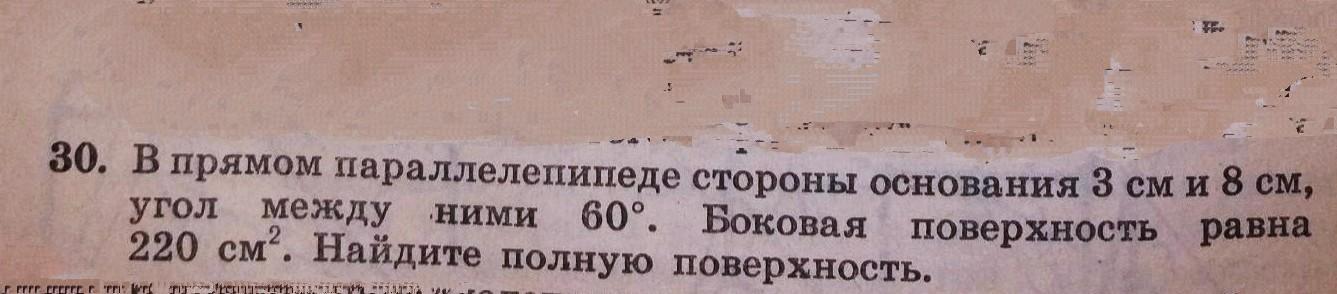 30. В прямом параллелепипеде стороны основания 3 см и 8 см,
угол между ними 60°. Боковая поверхность равна
220 см². Найдите полную поверхность.